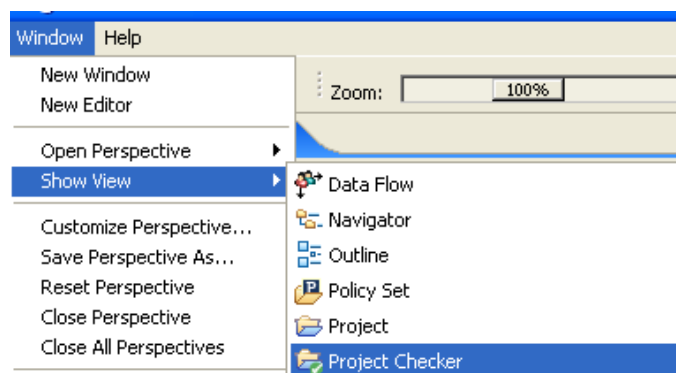 Window Help
New Window
New Editor
Zoom: 100%
Open Perspective
Show View
Customize Perspective...
Save Perspective As...
Reset Perspective
Close Perspective
Close All Perspectives
Data Flow
Navigator
Outline
Policy Set
Project
Project Checker